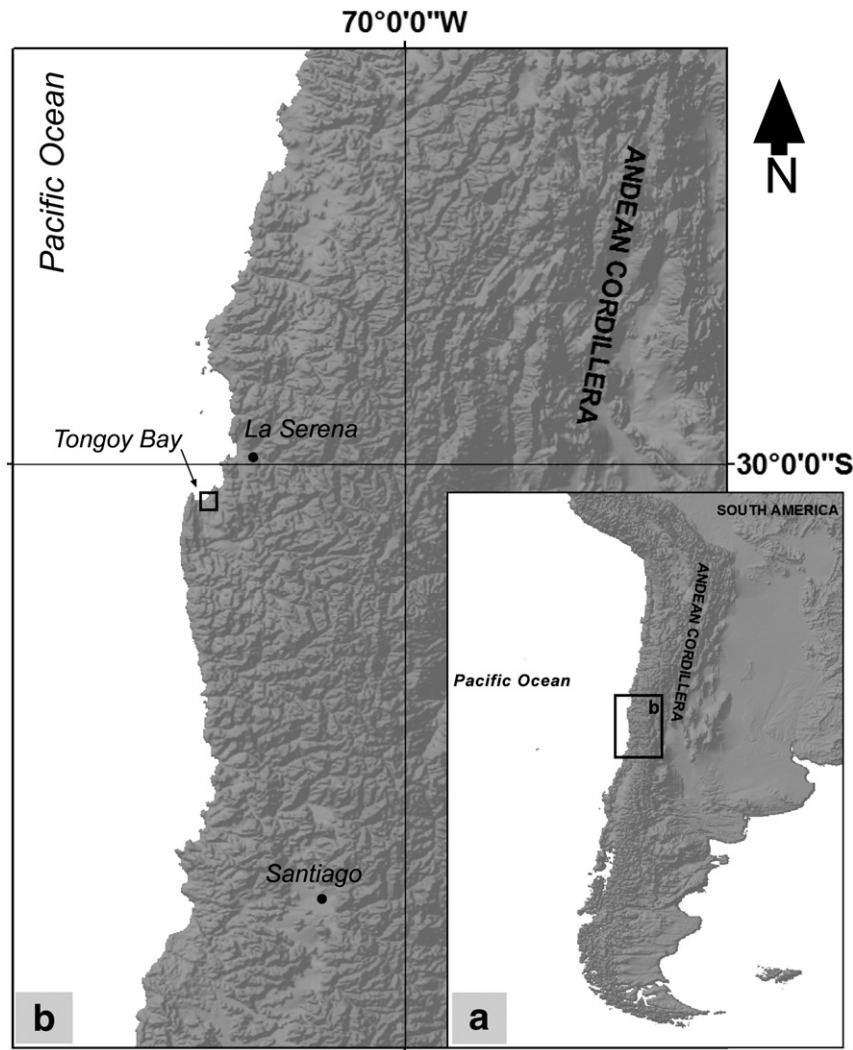 70°0'0"W
Pacific Ocean
ANDEAN CORDILLERA
N
La Serena
Tongoy Bay
30°0'0"S
SOUTH AMERICA
ANDEAN CORDILLERA
Pacific Ocean
b
Santiago
b
a